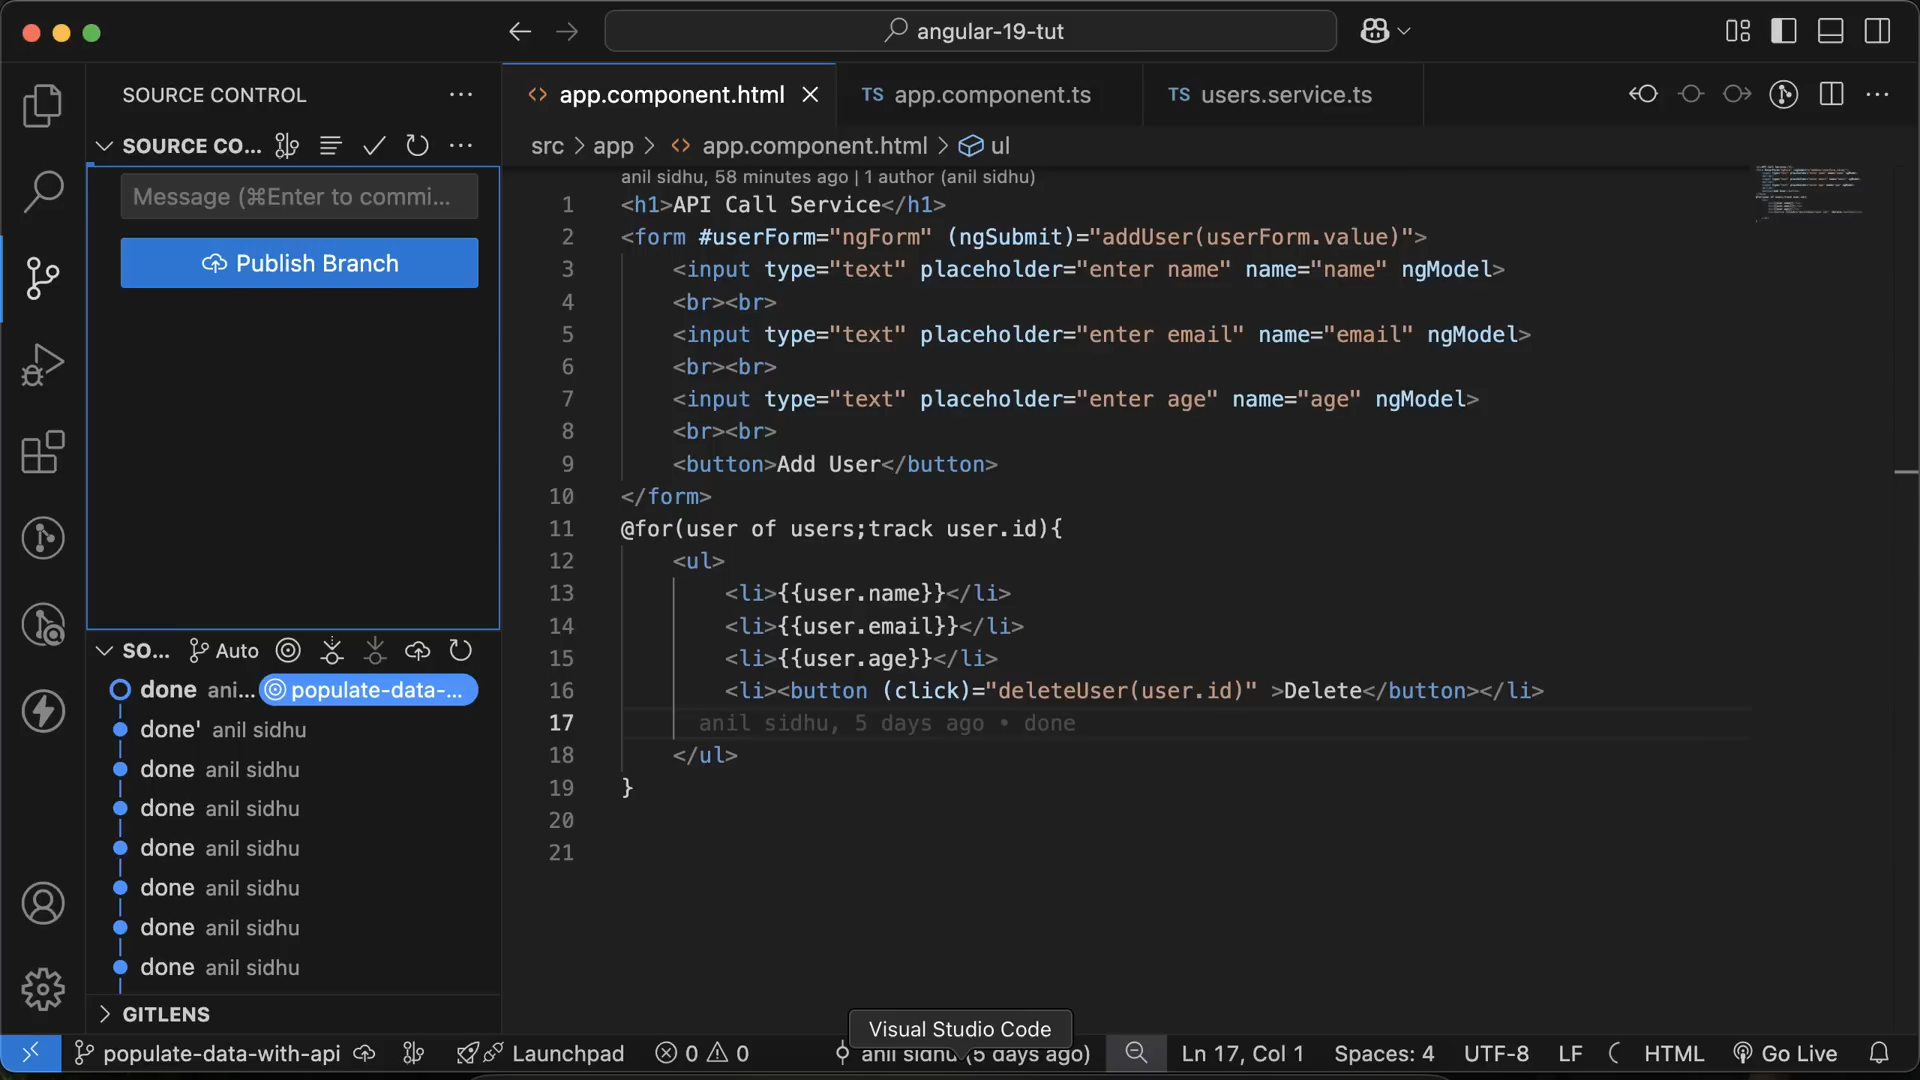 angular-19-tut
SOURCE CONTROL
SOURCE CO...
Message (⌘Enter to commi...
Publish Branch
SO...
Auto
done ani... populate-data-...
done' anil sidhu
done anil sidhu
done anil sidhu
done anil sidhu
done anil sidhu
done anil sidhu
done anil sidhu
GITLENS
app.component.html
TS app.component.ts
TS users.service.ts
src > app > app.component.html > ul
anil sidhu, 58 minutes ago | 1 author (anil sidhu)
1 <h1>API Call Service</h1>
2 <form #userForm="ngForm" (ngSubmit)="addUser(userForm.value)">
3 <input type="text" placeholder="enter name" name="name" ngModel>
4 <br><br>
5 <input type="text" placeholder="enter email" name="email" ngModel>
6 <br><br>
7 <input type="text" placeholder="enter age" name="age" ngModel>
8 <br><br>
9 <button>Add User</button>
10 </form>
11 @for(user of users;track user.id){
12 <ul>
13 <li>{{user.name}}</li>
14 <li>{{user.email}}</li>
15 <li>{{user.age}}</li>
16 <li><button (click)="deleteUser(user.id)" >Delete</button></li>
17 anil sidhu, 5 days ago • done
18 </ul>
19 }
20
21
Visual Studio Code
populate-data-with-api
Launchpad
0 0
anil sidhu (5 days ago)
Ln 17, Col 1
Spaces: 4
UTF-8
LF
HTML
Go Live